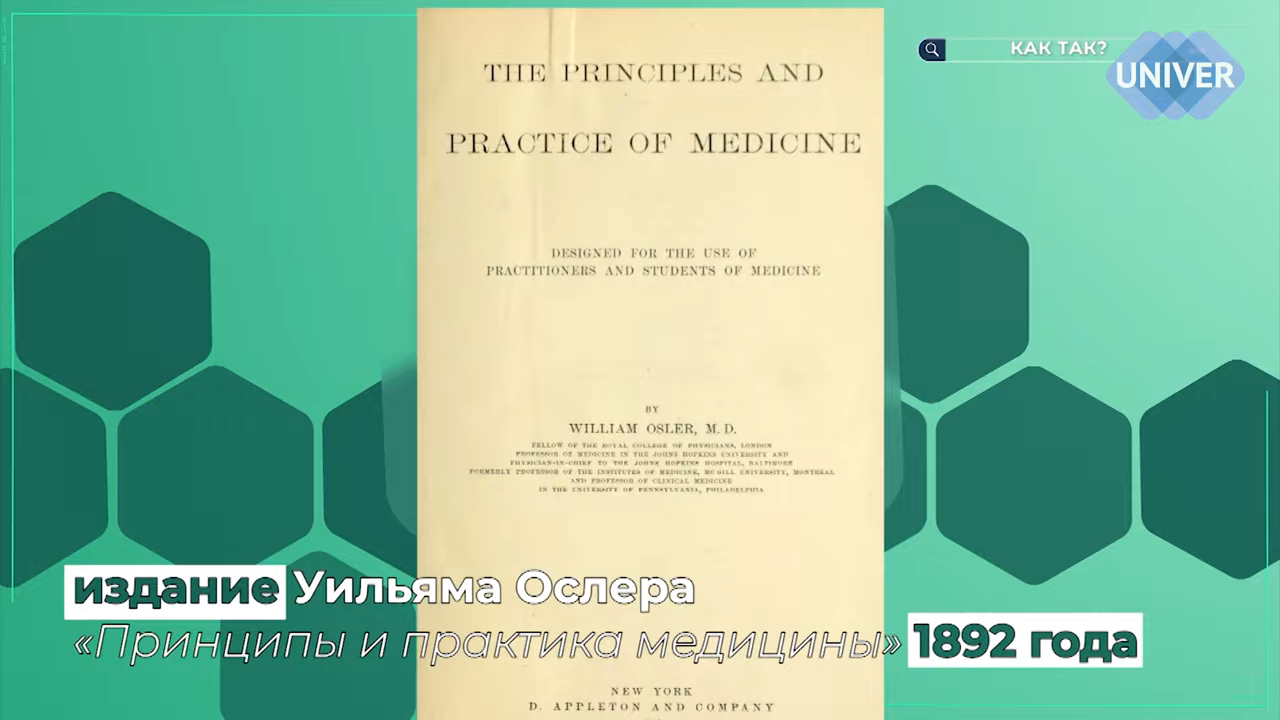 КАК ТАК?
UNIVER
THE PRINCIPLES AND
PRACTICE OF MEDICINE
DESIGNED FOR THE USE OF
PRACTITIONERS AND STUDENTS OF MEDICINE
BY
WILLIAM OSLER, M.D.
FELLOW OF THE ROYAL COLLEGE OF PHYSICIANS, LONDON
PROFESSOR OF MEDICINE IN THE JOHNS HOPKINS UNIVERSITY AND
PHYSICIAN-IN-CHIEF TO THE JOHNS HOPKINS HOSPITAL, BALTIMORE
FORMERLY PROFESSOR OF THE INSTITUTES OF MEDICINE, MCGILL UNIVERSITY, MONTREAL
AND PROFESSOR OF CLINICAL MEDICINE
IN THE UNIVERSITY OF PENNSYLVANIA, PHILADELPHIA
издание Уильяма Ослера
«Принципы и практика медицины» 1892 года
NEW YORK
D. APPLETON AND COMPANY